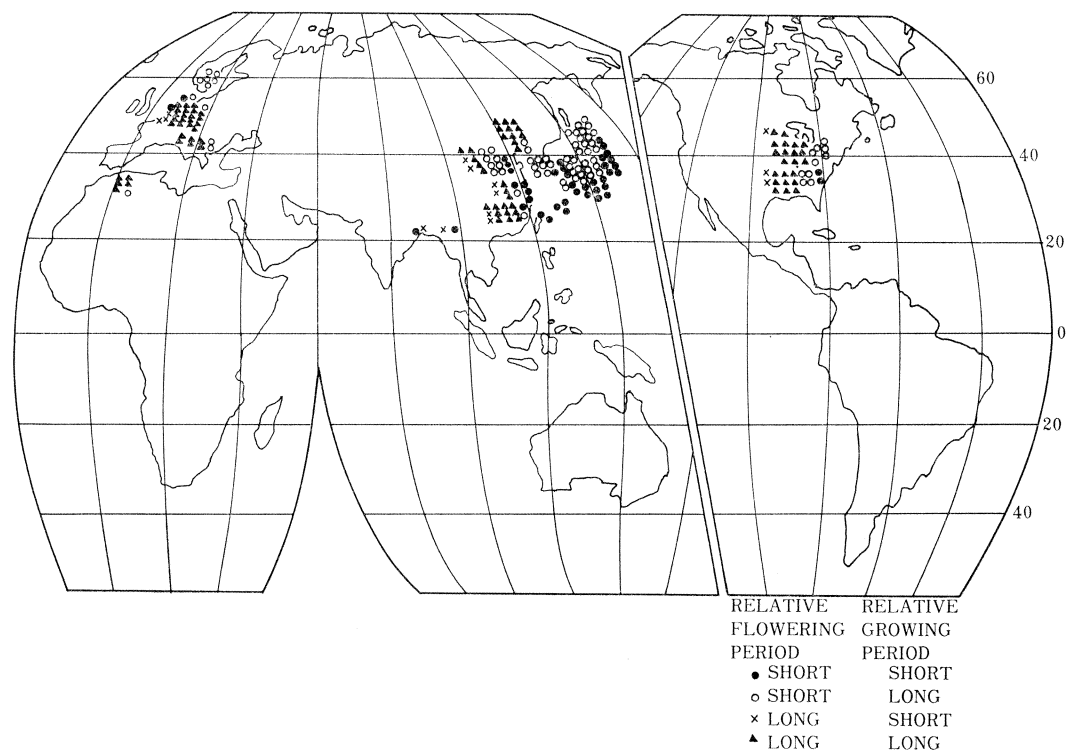 60
40
20
0
20
40
RELATIVE RELATIVE
FLOWERING GROWING
PERIOD PERIOD
● SHORT SHORT
○ SHORT LONG
× LONG SHORT
▲ LONG LONG